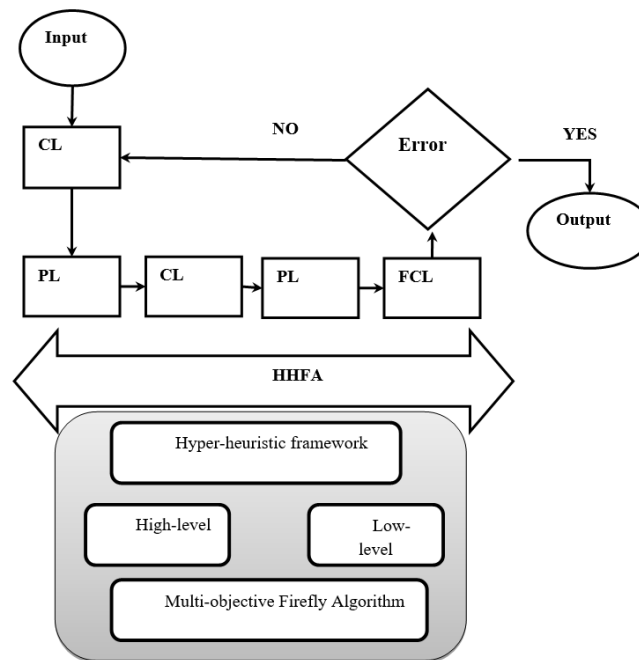 Input
CL
NO
Error
YES
Output
PL
CL
PL
FCL
HHFA
Hyper-heuristic framework
High-level
Low-
level
Multi-objective Firefly Algorithm